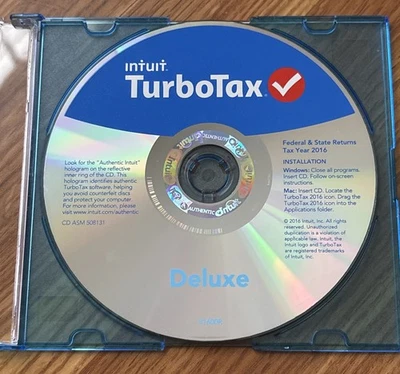 intuit
TurboTax
Federal & State Returns
Tax Year 2016
INSTALLATION
Windows: Close all programs.
Insert CD. Follow on-screen
instructions.
Mac: Insert CD. Locate the
TurboTax 2016 icon. Drag the
TurboTax 2016 icon into the
Applications folder.
© 2016 Intuit, Inc. All rights
reserved. Unauthorized
duplication is a violation of
applicable law. Intuit, the
Intuit logo and TurboTax
are registered trademarks
of Intuit, Inc.
Look for the "Authentic Intuit"
hologram on the reflective
inner ring of the CD. This
hologram identifies authentic
TurboTax software, helping
you avoid counterfeit discs
and protect your computer.
For more information, please
visit www.intuit.com/authentic
CD ASM 508131
AUTHENTIC intuit
Deluxe